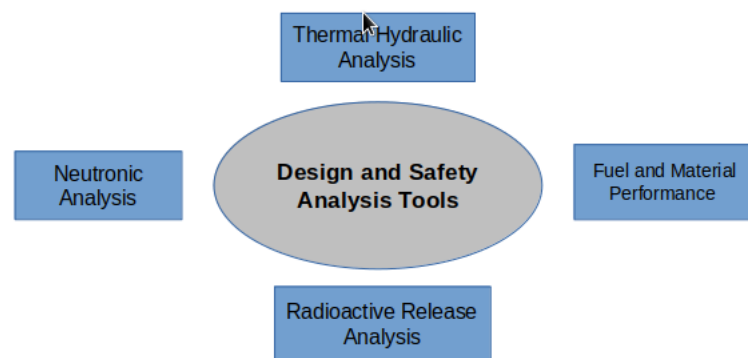 Thermal Hydraulic
Analysis
Neutronic
Analysis
Design and Safety
Analysis Tools
Fuel and Material
Performance
Radioactive Release
Analysis